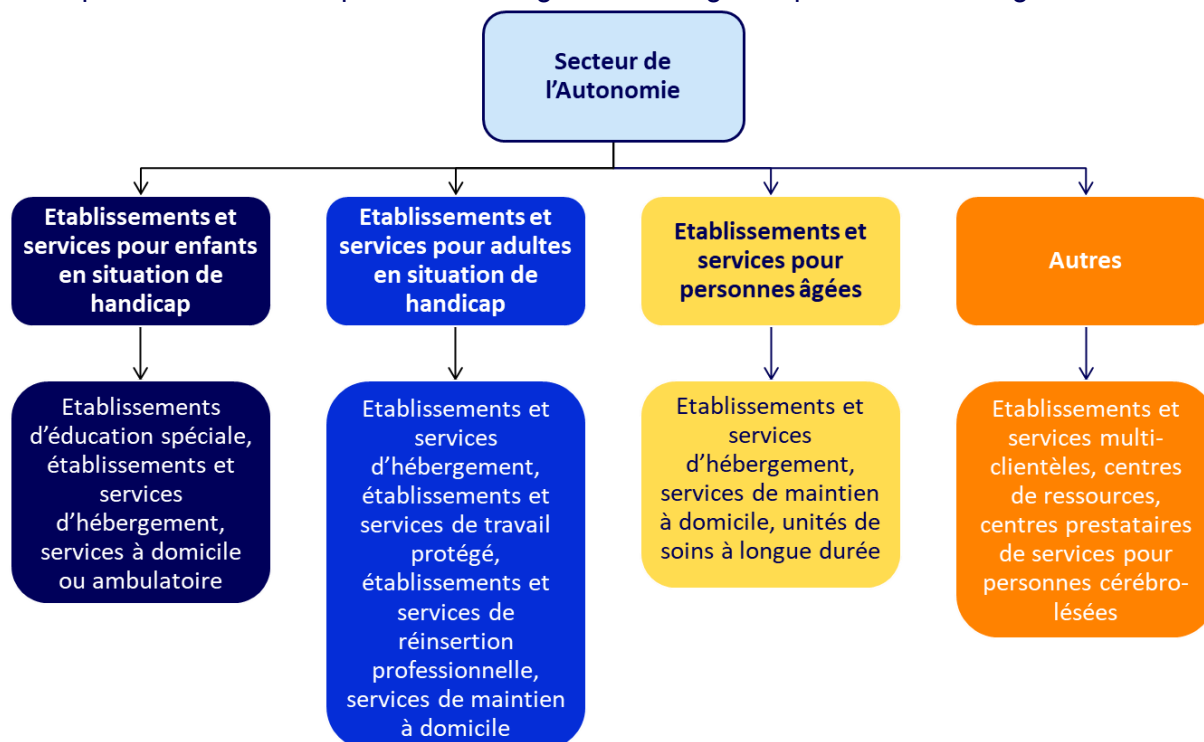 Secteur de
l'Autonomie
Etablissements et
services pour enfants
en situation de
handicap
Etablissements et
services pour adultes
en situation de
handicap
Etablissements et
services pour
personnes âgées
Autres
Etablissements
d'éducation spéciale,
établissements et
services
d'hébergement,
services à domicile
ou ambulatoire
Etablissements et
services
d'hébergement,
établissements et
services de travail
protégé,
établissements et
services de
réinsertion
professionnelle,
services de maintien
à domicile
Etablissements et
services
d'hébergement,
services de maintien
à domicile, unités de
soins à longue durée
Etablissements et
services multi-
clientèles, centres
de ressources,
centres prestataires
de services pour
personnes cérébro-
lésées